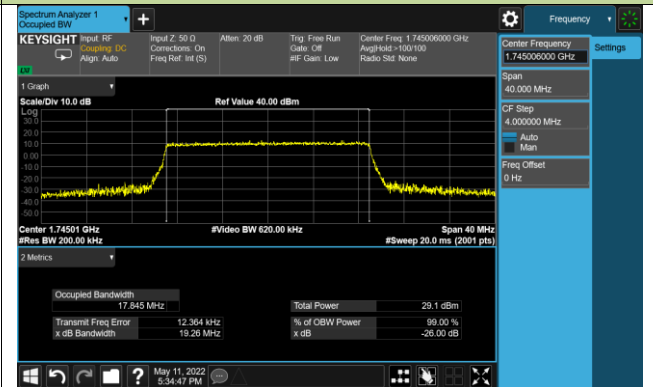 Spectrum Analyzer 1
Occupied BW
+
Frequency
KEYSIGHT
Input: RF
Coupling: DC
Align: Auto
Input Z: 50 Ω
Corrections: On
Freq Ref: Int (S)
Atten: 20 dB
Trig: Free Run
Gate: Off
#IF Gain: Low
Center Freq: 1.745006000 GHz
Avg|Hold:>100/100
Radio Std: None
Center Frequency
1.745006000 GHz
Settings
Span
40.000 MHz
CF Step
4.000000 MHz
Auto
Man
Freq Offset
0 Hz
1 Graph
Scale/Div 10.0 dB
Ref Value 40.00 dBm
Log
30.0
20.0
10.0
0.00
-10.0
-20.0
-30.0
-40.0
-50.0
Center 1.74501 GHz
#Video BW 620.00 kHz
Span 40 MHz
#Res BW 200.00 kHz
#Sweep 20.0 ms (2001 pts)
2 Metrics
Occupied Bandwidth
17.845 MHz
Total Power 29.1 dBm
Transmit Freq Error 12.364 kHz
% of OBW Power 99.00 %
x dB Bandwidth 19.26 MHz
x dB -26.00 dB
?
May 11, 2022
5:34:47 PM